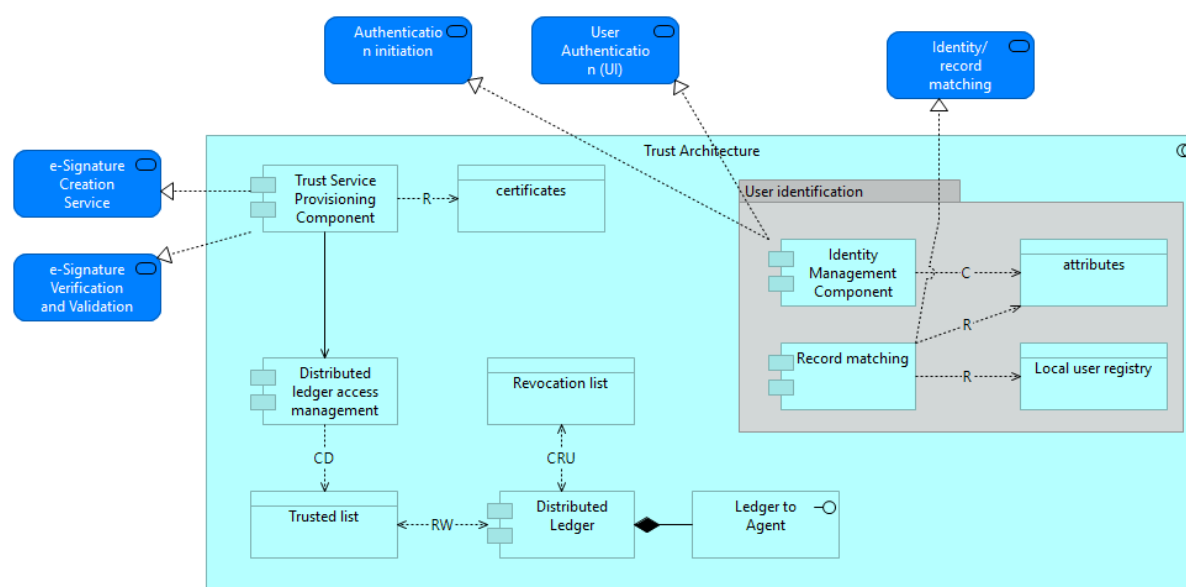 Authenticatio
n initiation
User
Authenticatio
n (UI)
Identity/
record
matching
Trust Architecture
e-Signature
Creation
Service
Trust Service
Provisioning
Component
R
certificates
User identification
e-Signature
Verification
and Validation
Identity
Management
Component
C
attributes
R
Record matching
R
Local user registry
Distributed
ledger access
management
Revocation list
CD
CRU
Trusted list
RW
Distributed
Ledger
Ledger to
Agent